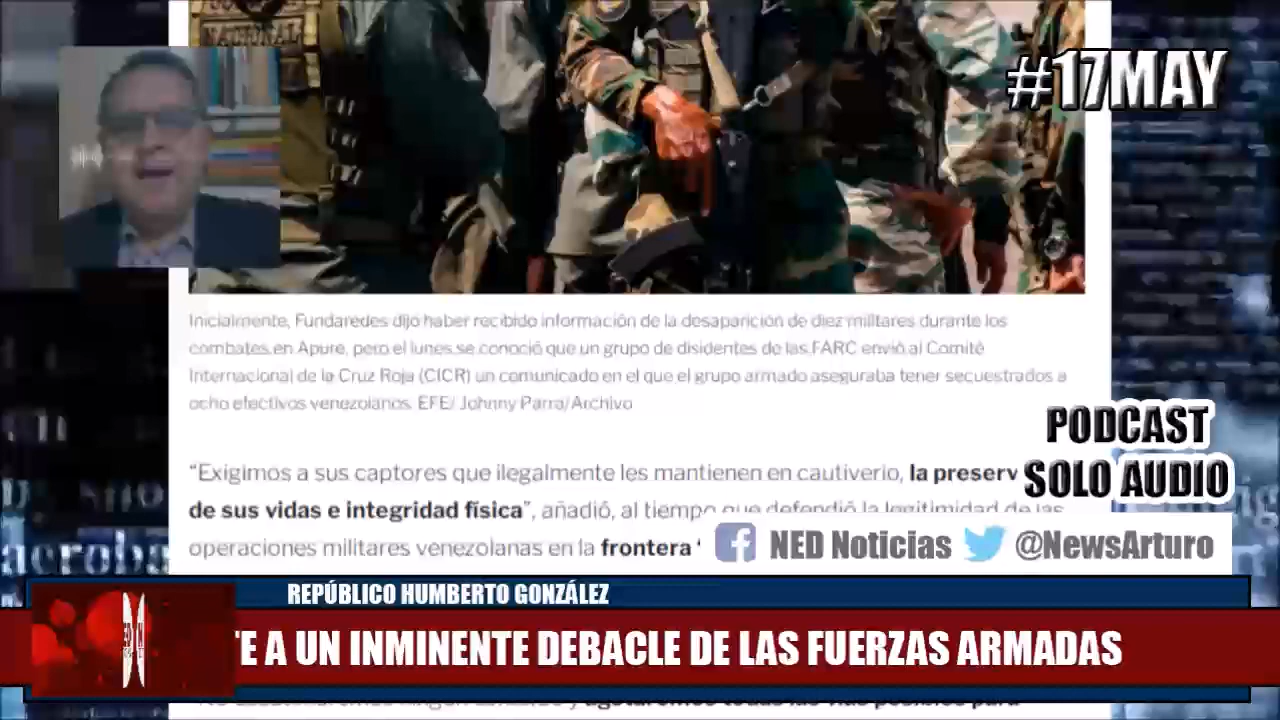 NACIONAL
#17MAY
Inicialmente, Fundaredes dijo haber recibido información de la desaparición de diez militares durante los
combates en Apure, pero el lunes se conoció que un grupo de disidentes de las FARC envió al Comité
Internacional de la Cruz Roja (CICR) un comunicado en el que el grupo armado aseguraba tener secuestrados a
ocho efectivos venezolanos. EFE/ Johnny Parra/Archivo
PODCAST
SOLO AUDIO
“Exigimos a sus captores que ilegalmente les mantienen en cautiverio, la preserv
de sus vidas e integridad física”, añadió, al tiempo que defendió la legitimidad de las
operaciones militares venezolanas en la frontera “
NED Noticias @NewsArturo
REPÚBLICO HUMBERTO GONZÁLEZ
TE A UN INMINENTE DEBACLE DE LAS FUERZAS ARMADAS